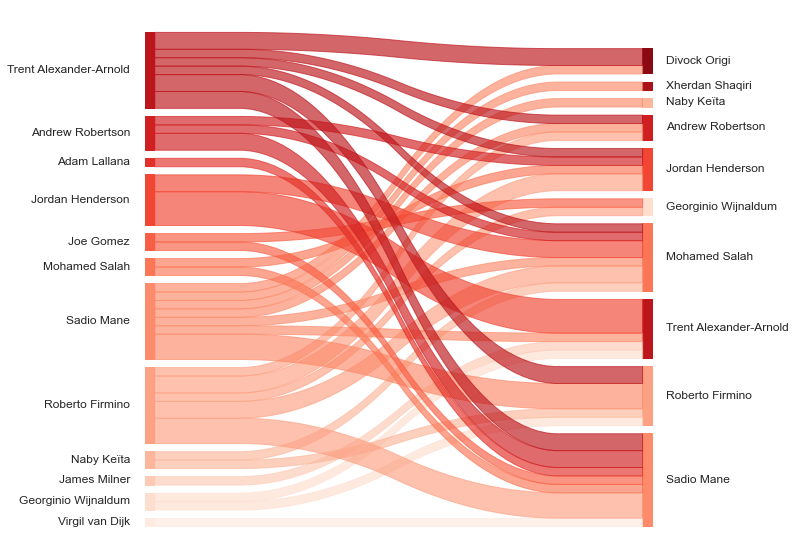 Trent Alexander-Arnold
Andrew Robertson
Adam Lallana
Jordan Henderson
Joe Gomez
Mohamed Salah
Sadio Mane
Roberto Firmino
Naby Keïta
James Milner
Georginio Wijnaldum
Virgil van Dijk
Divock Origi
Xherdan Shaqiri
Naby Keïta
Andrew Robertson
Jordan Henderson
Georginio Wijnaldum
Mohamed Salah
Trent Alexander-Arnold
Roberto Firmino
Sadio Mane